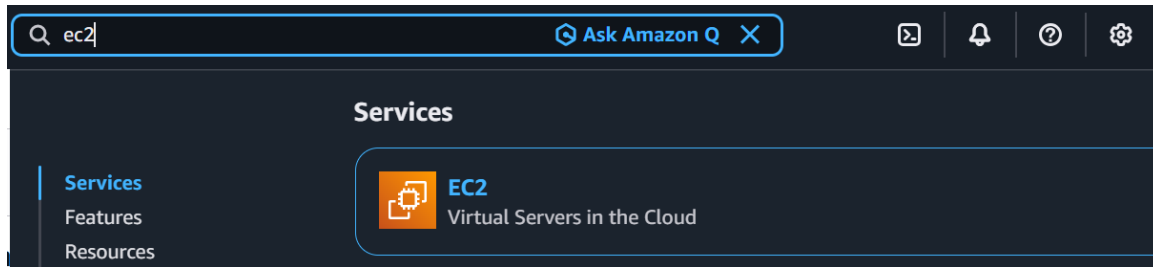 ec2
Ask Amazon Q
Services
Services
Features
Resources
EC2
Virtual Servers in the Cloud